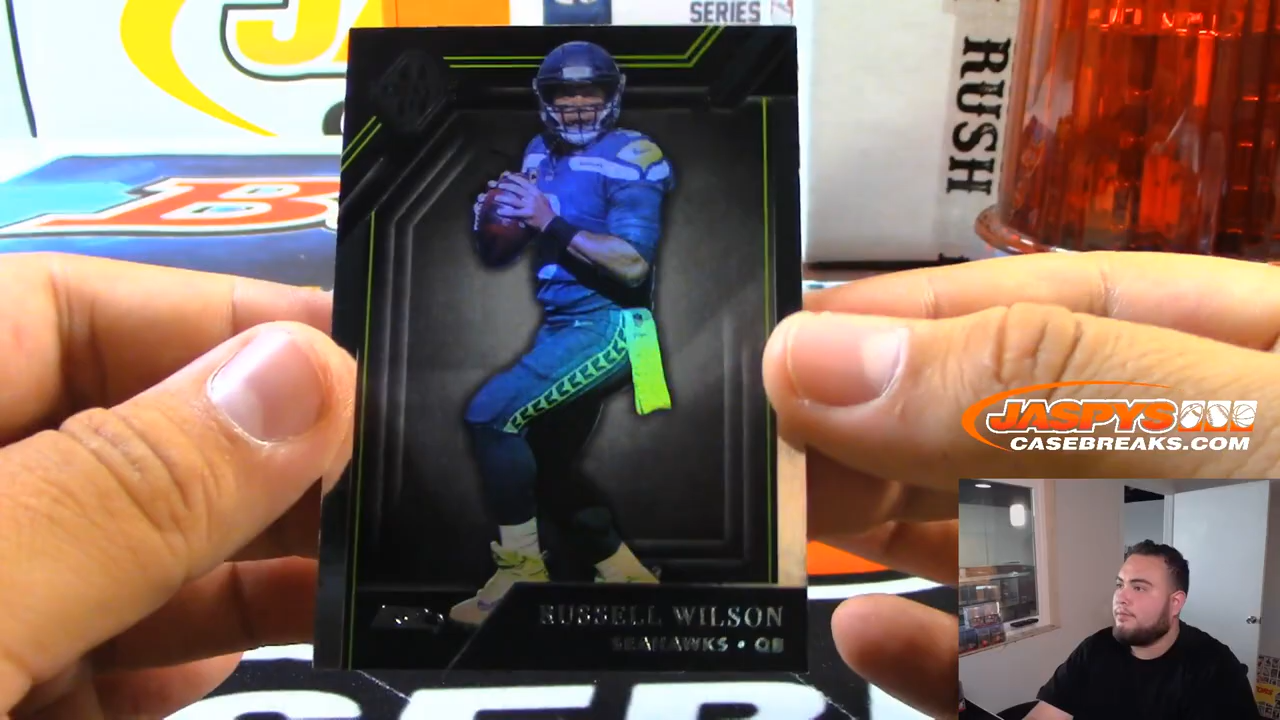 SERIES
RUSH
RUSSELL WILSON
SEAHAWKS • QB
JASPYS
CASEBREAKS.COM